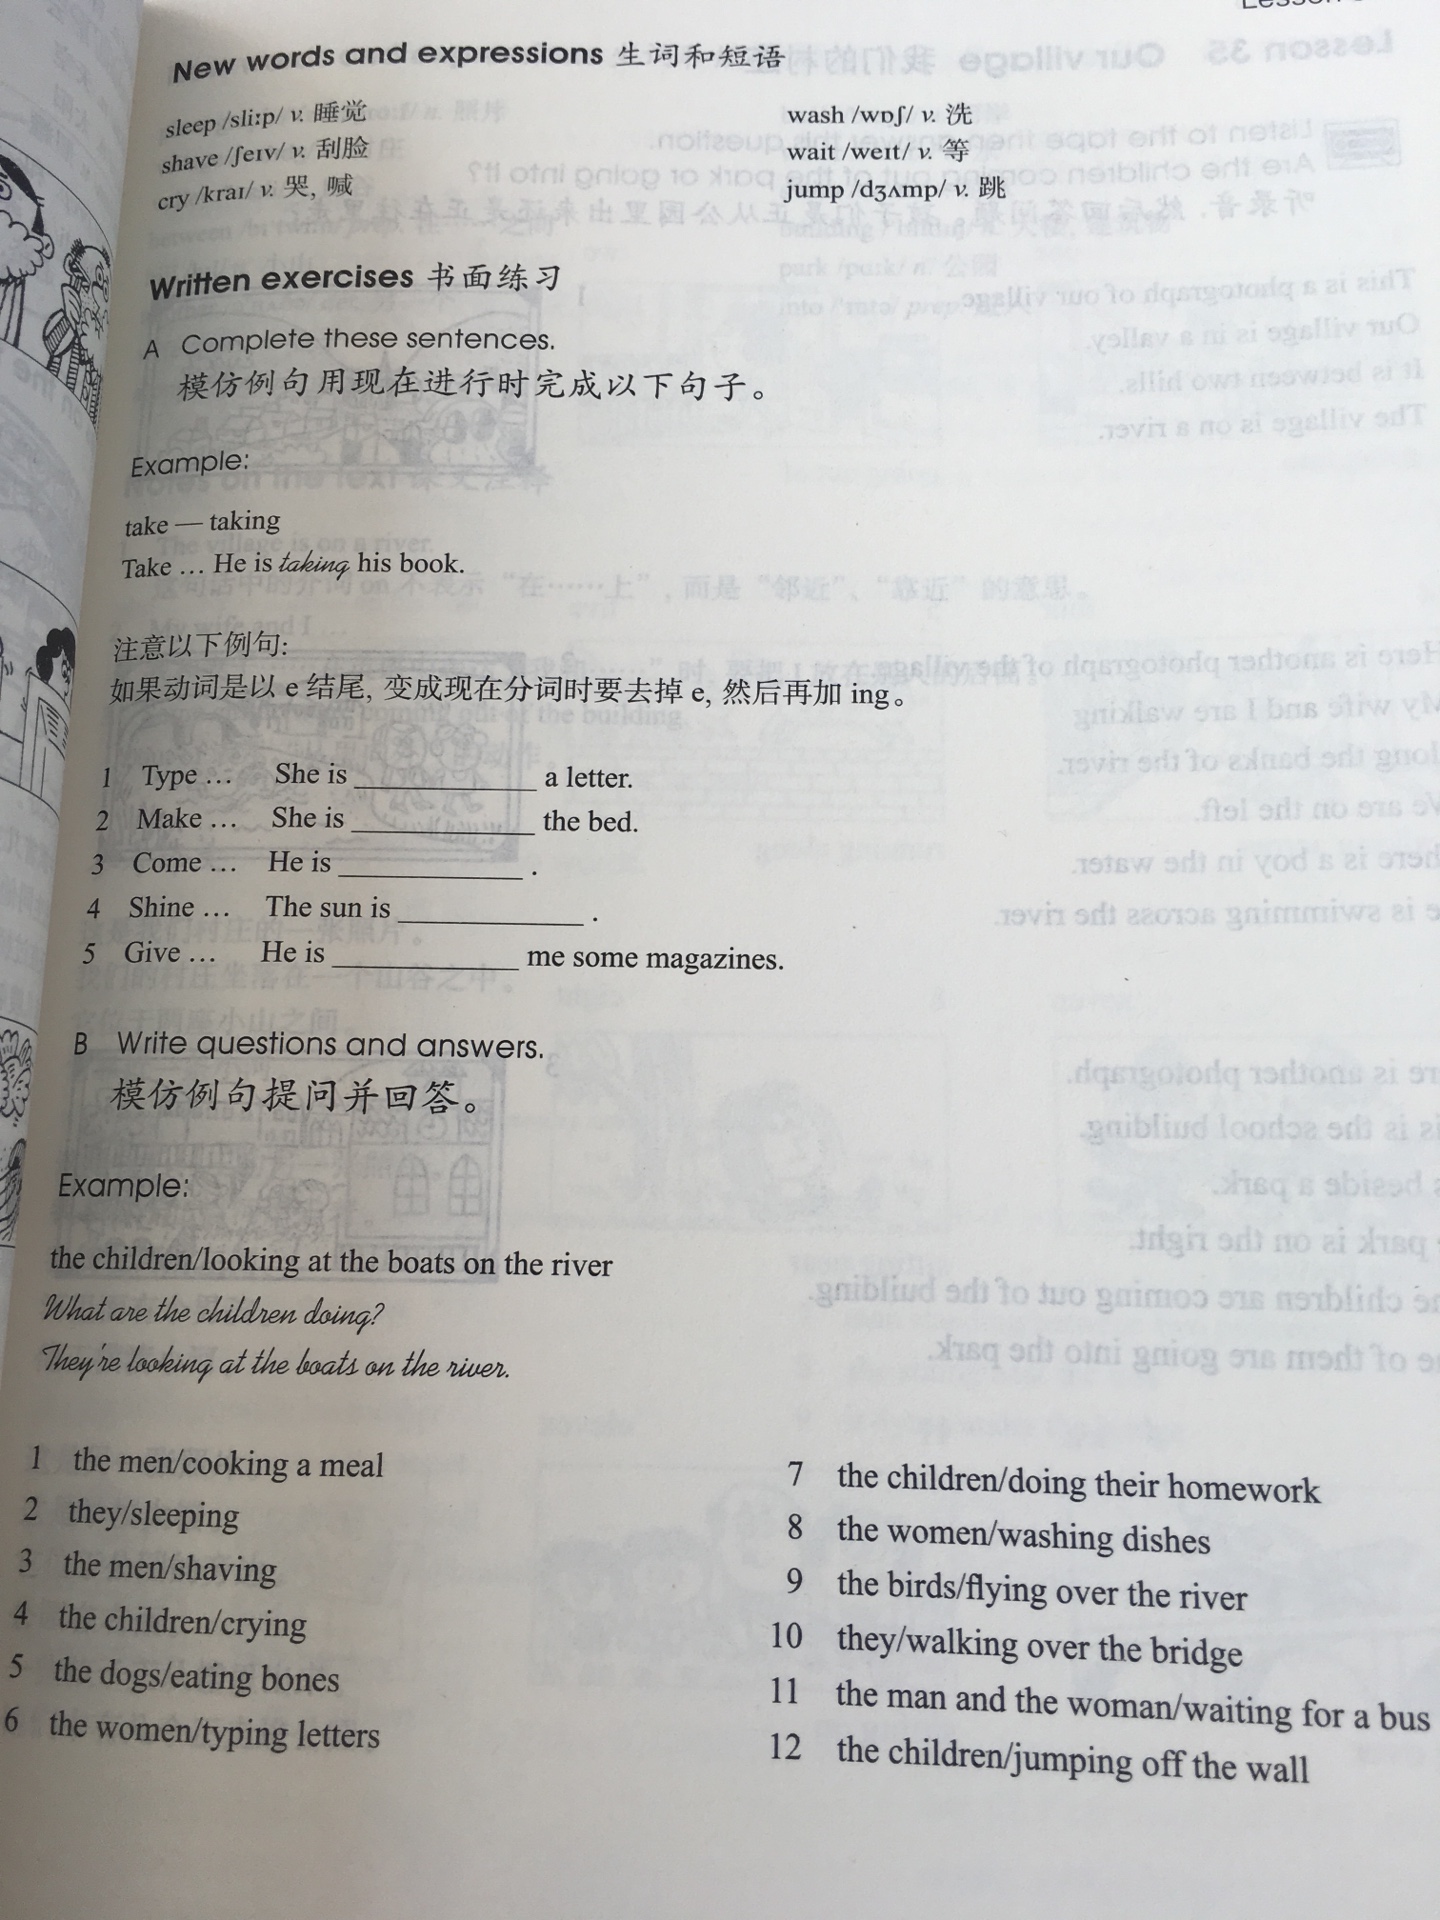 New words and expressions 生词和短语
sleep /sliːp/ v. 睡觉
shave /ʃeɪv/ v. 刮脸
cry /kraɪ/ v. 哭, 喊
wash /wɒʃ/ v. 洗
wait /weɪt/ v. 等
jump /dʒʌmp/ v. 跳
Written exercises 书面练习
A Complete these sentences.
模仿例句用现在进行时完成以下句子。
Example:
take — taking
Take … He is taking his book.
注意以下例句:
如果动词是以 e 结尾, 变成现在分词时要去掉 e, 然后再加 ing。
1 Type … She is ____________ a letter.
2 Make … She is ____________ the bed.
3 Come … He is ____________ .
4 Shine … The sun is ____________ .
5 Give … He is ____________ me some magazines.
B Write questions and answers.
模仿例句提问并回答。
Example:
the children/looking at the boats on the river
What are the children doing?
They're looking at the boats on the river.
1 the men/cooking a meal
2 they/sleeping
3 the men/shaving
4 the children/crying
5 the dogs/eating bones
6 the women/typing letters
7 the children/doing their homework
8 the women/washing dishes
9 the birds/flying over the river
10 they/walking over the bridge
11 the man and the woman/waiting for a bus
12 the children/jumping off the wall